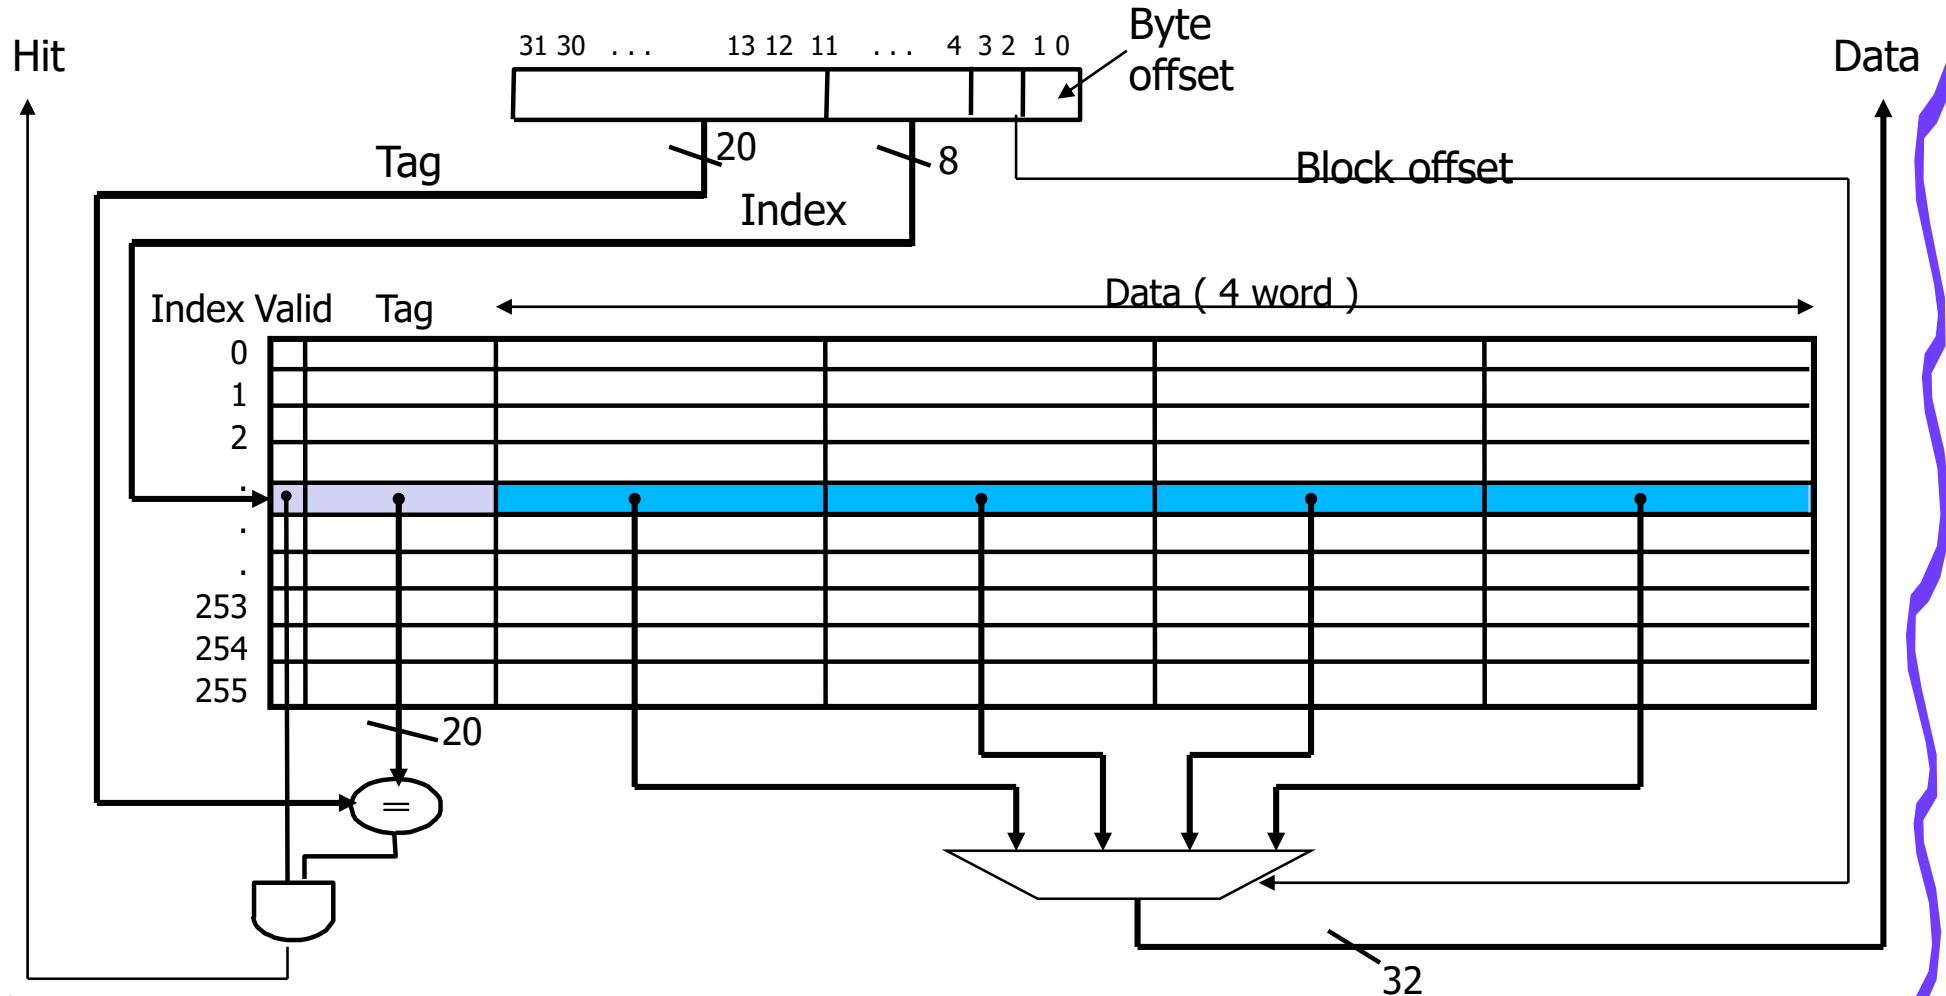 Hit
31 30 . . . 13 12 11 . . . 4 3 2 1 0
Byte
offset
Data
20
8
Tag
Block offset
Index
Data ( 4 word )
Index Valid Tag
0
1
2
.
.
.
253
254
255
20
=
32